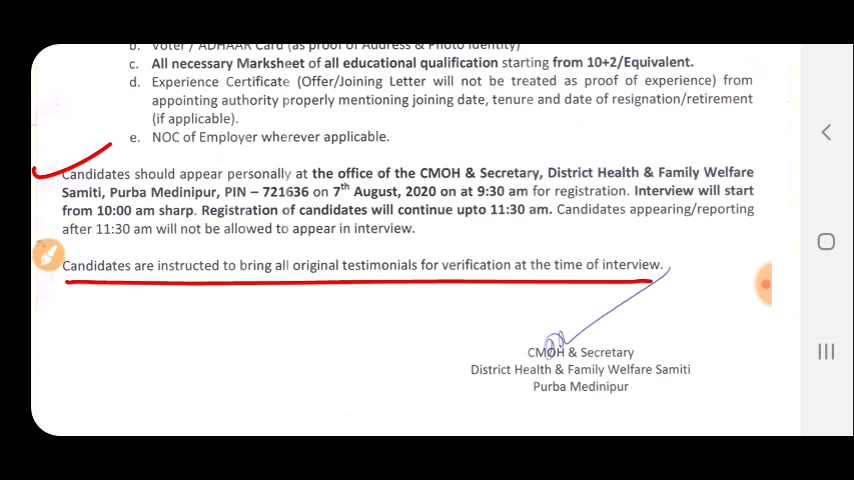 b. Voter / ADHAAR Card (as proof of Address & Photo Identity)
c. All necessary Marksheet of all educational qualification starting from 10+2/Equivalent.
d. Experience Certificate (Offer/Joining Letter will not be treated as proof of experience) from
appointing authority properly mentioning joining date, tenure and date of resignation/retirement
(if applicable).
e. NOC of Employer wherever applicable.
Candidates should appear personally at the office of the CMOH & Secretary, District Health & Family Welfare
Samiti, Purba Medinipur, PIN – 721636 on 7th August, 2020 on at 9:30 am for registration. Interview will start
from 10:00 am sharp. Registration of candidates will continue upto 11:30 am. Candidates appearing/reporting
after 11:30 am will not be allowed to appear in interview.
Candidates are instructed to bring all original testimonials for verification at the time of interview.
CMOH & Secretary
District Health & Family Welfare Samiti
Purba Medinipur